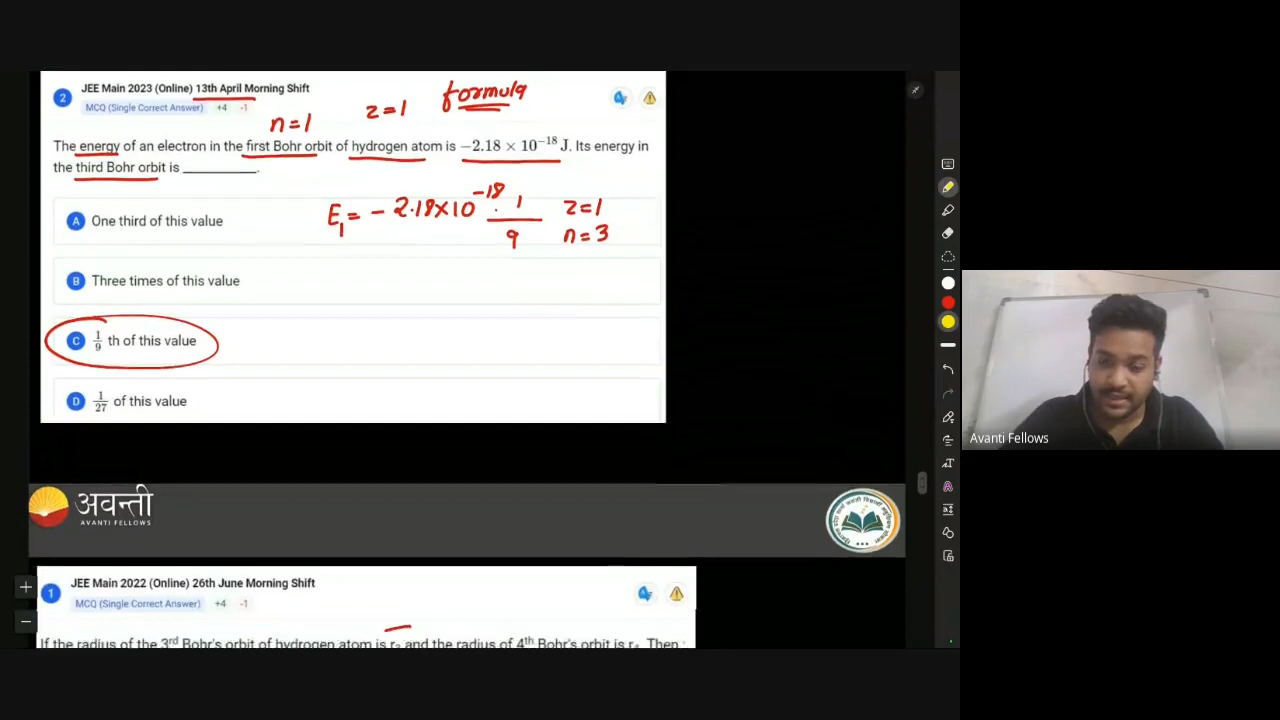 2
JEE Main 2023 (Online) 13th April Morning Shift
MCQ (Single Correct Answer) +4 -1
n=1
z=1
formula
The energy of an electron in the first Bohr orbit of hydrogen atom is −2.18 × 10⁻¹⁸ J. Its energy in
the third Bohr orbit is ________.
E₁ = − 2.18×10⁻¹⁸ . 1/9
z=1
n=3
A One third of this value
B Three times of this value
C 1/9 th of this value
D 1/27 of this value
अवन्ती
AVANTI FELLOWS
Avanti Fellows
1
JEE Main 2022 (Online) 26th June Morning Shift
MCQ (Single Correct Answer) +4 -1
If the radius of the 3rd Bohr's orbit of hydrogen atom is r₃ and the radius of 4th Bohr's orbit is r₄. Then :